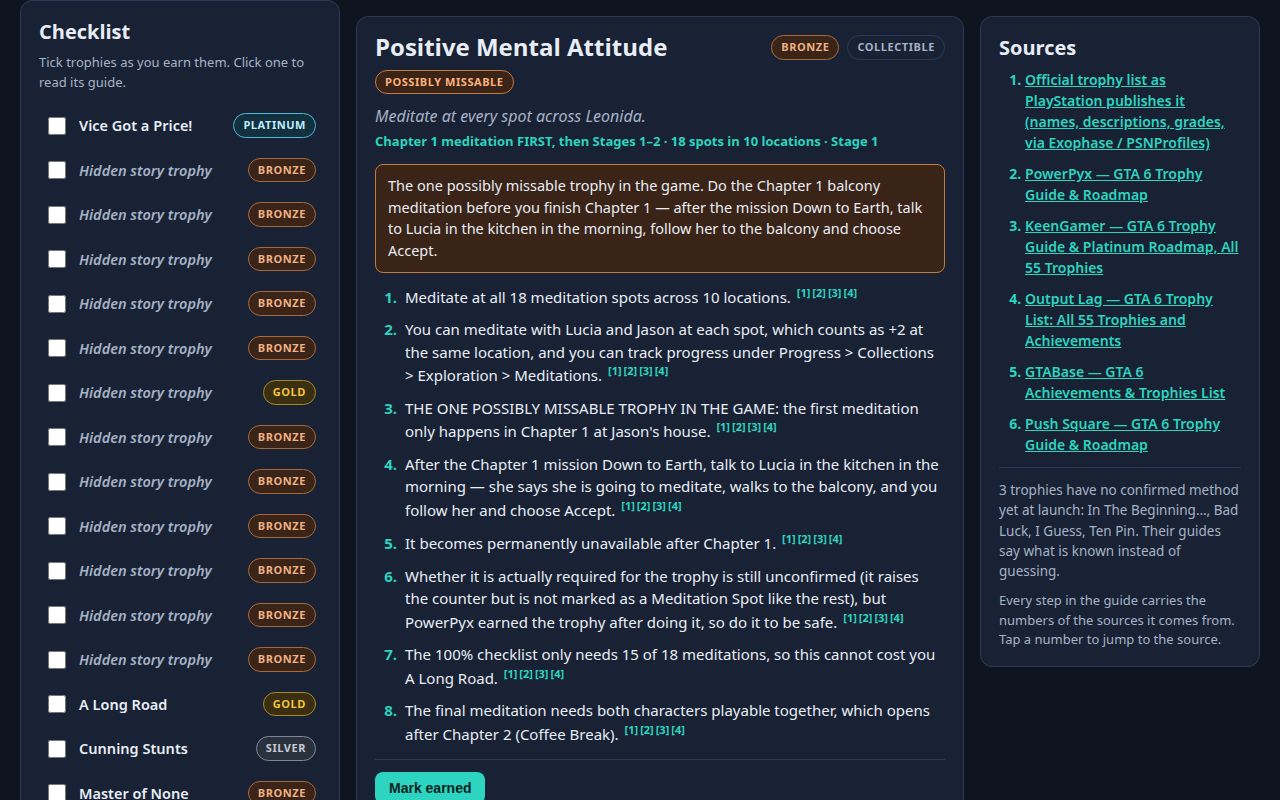 Checklist
Tick trophies as you earn them. Click one to
read its guide.
Vice Got a Price!
PLATINUM
Hidden story trophy
BRONZE
Hidden story trophy
BRONZE
Hidden story trophy
BRONZE
Hidden story trophy
BRONZE
Hidden story trophy
BRONZE
Hidden story trophy
GOLD
Hidden story trophy
BRONZE
Hidden story trophy
BRONZE
Hidden story trophy
BRONZE
Hidden story trophy
BRONZE
Hidden story trophy
BRONZE
Hidden story trophy
BRONZE
A Long Road
GOLD
Cunning Stunts
SILVER
Master of None
BRONZE
Positive Mental Attitude
BRONZE
COLLECTIBLE
POSSIBLY MISSABLE
Meditate at every spot across Leonida.
Chapter 1 meditation FIRST, then Stages 1–2 · 18 spots in 10 locations · Stage 1
The one possibly missable trophy in the game. Do the Chapter 1 balcony
meditation before you finish Chapter 1 — after the mission Down to Earth, talk
to Lucia in the kitchen in the morning, follow her to the balcony and choose
Accept.
1. Meditate at all 18 meditation spots across 10 locations. [1] [2] [3] [4]
2. You can meditate with Lucia and Jason at each spot, which counts as +2 at
the same location, and you can track progress under Progress > Collections
> Exploration > Meditations. [1] [2] [3] [4]
3. THE ONE POSSIBLY MISSABLE TROPHY IN THE GAME: the first meditation
only happens in Chapter 1 at Jason's house. [1] [2] [3] [4]
4. After the Chapter 1 mission Down to Earth, talk to Lucia in the kitchen in the
morning — she says she is going to meditate, walks to the balcony, and you
follow her and choose Accept. [1] [2] [3] [4]
5. It becomes permanently unavailable after Chapter 1. [1] [2] [3] [4]
6. Whether it is actually required for the trophy is still unconfirmed (it raises
the counter but is not marked as a Meditation Spot like the rest), but
PowerPyx earned the trophy after doing it, so do it to be safe. [1] [2] [3] [4]
7. The 100% checklist only needs 15 of 18 meditations, so this cannot cost you
A Long Road. [1] [2] [3] [4]
8. The final meditation needs both characters playable together, which opens
after Chapter 2 (Coffee Break). [1] [2] [3] [4]
Mark earned
Sources
1. Official trophy list as
PlayStation publishes it
(names, descriptions, grades,
via Exophase / PSNProfiles)
2. PowerPyx — GTA 6 Trophy
Guide & Roadmap
3. KeenGamer — GTA 6 Trophy
Guide & Platinum Roadmap, All
55 Trophies
4. Output Lag — GTA 6 Trophy
List: All 55 Trophies and
Achievements
5. GTABase — GTA 6
Achievements & Trophies List
6. Push Square — GTA 6 Trophy
Guide & Roadmap
3 trophies have no confirmed method
yet at launch: In The Beginning..., Bad
Luck, I Guess, Ten Pin. Their guides
say what is known instead of
guessing.
Every step in the guide carries the
numbers of the sources it comes from.
Tap a number to jump to the source.